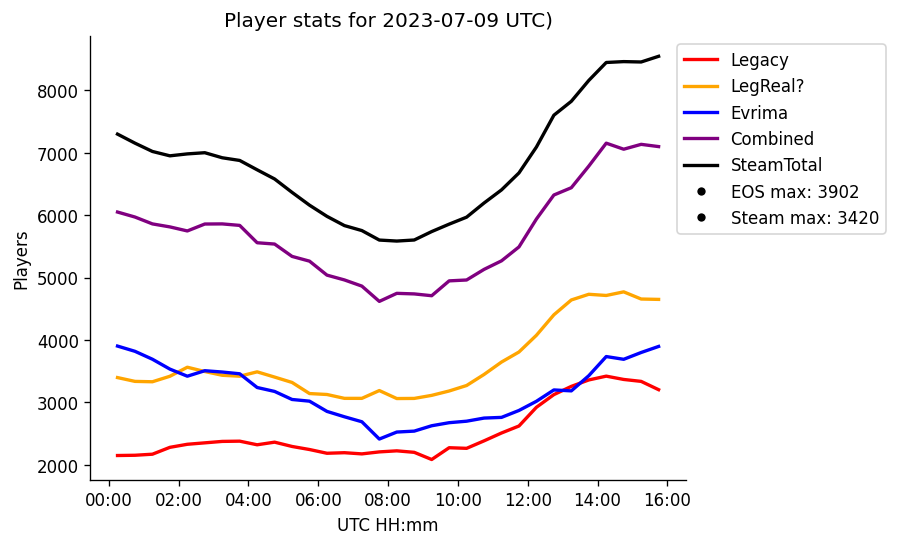 Player stats for 2023-07-09 UTC)
Legacy
LegReal?
Evrima
Combined
SteamTotal
EOS max: 3902
Steam max: 3420
Players
8000
7000
6000
5000
4000
3000
2000
00:00 02:00 04:00 06:00 08:00 10:00 12:00 14:00 16:00
UTC HH:mm